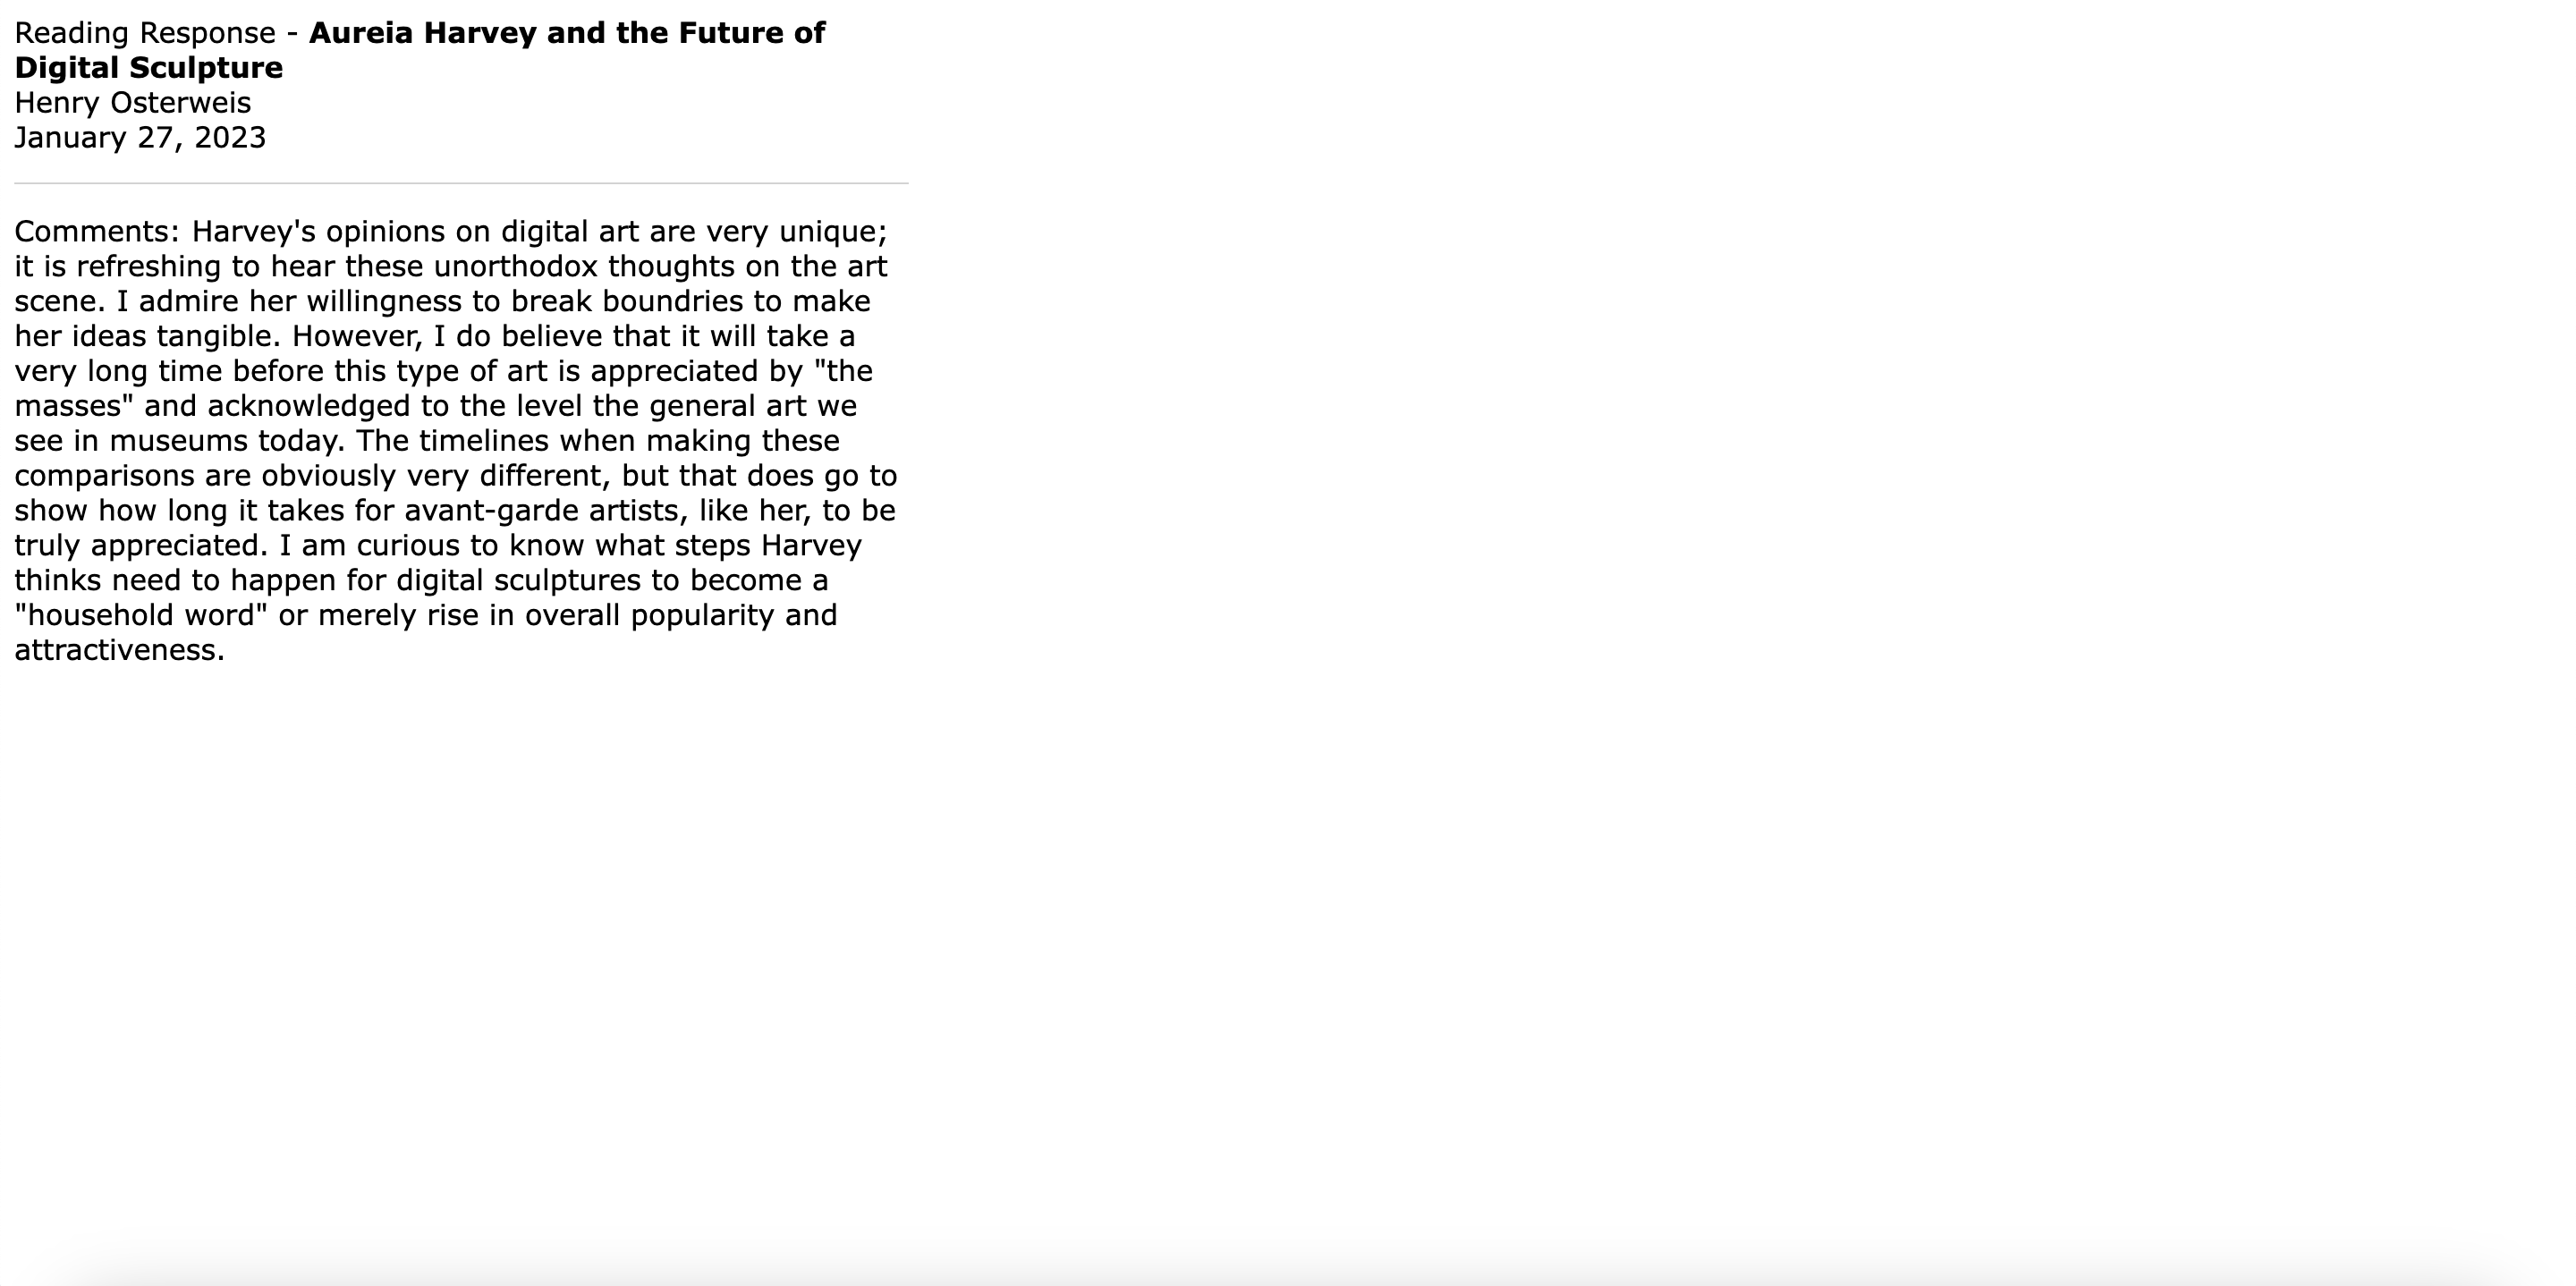 Reading Response - Aureia Harvey and the Future of
Digital Sculpture
Henry Osterweis
January 27, 2023
Comments: Harvey's opinions on digital art are very unique;
it is refreshing to hear these unorthodox thoughts on the art
scene. I admire her willingness to break boundries to make
her ideas tangible. However, I do believe that it will take a
very long time before this type of art is appreciated by "the
masses" and acknowledged to the level the general art we
see in museums today. The timelines when making these
comparisons are obviously very different, but that does go to
show how long it takes for avant-garde artists, like her, to be
truly appreciated. I am curious to know what steps Harvey
thinks need to happen for digital sculptures to become a
"household word" or merely rise in overall popularity and
attractiveness.